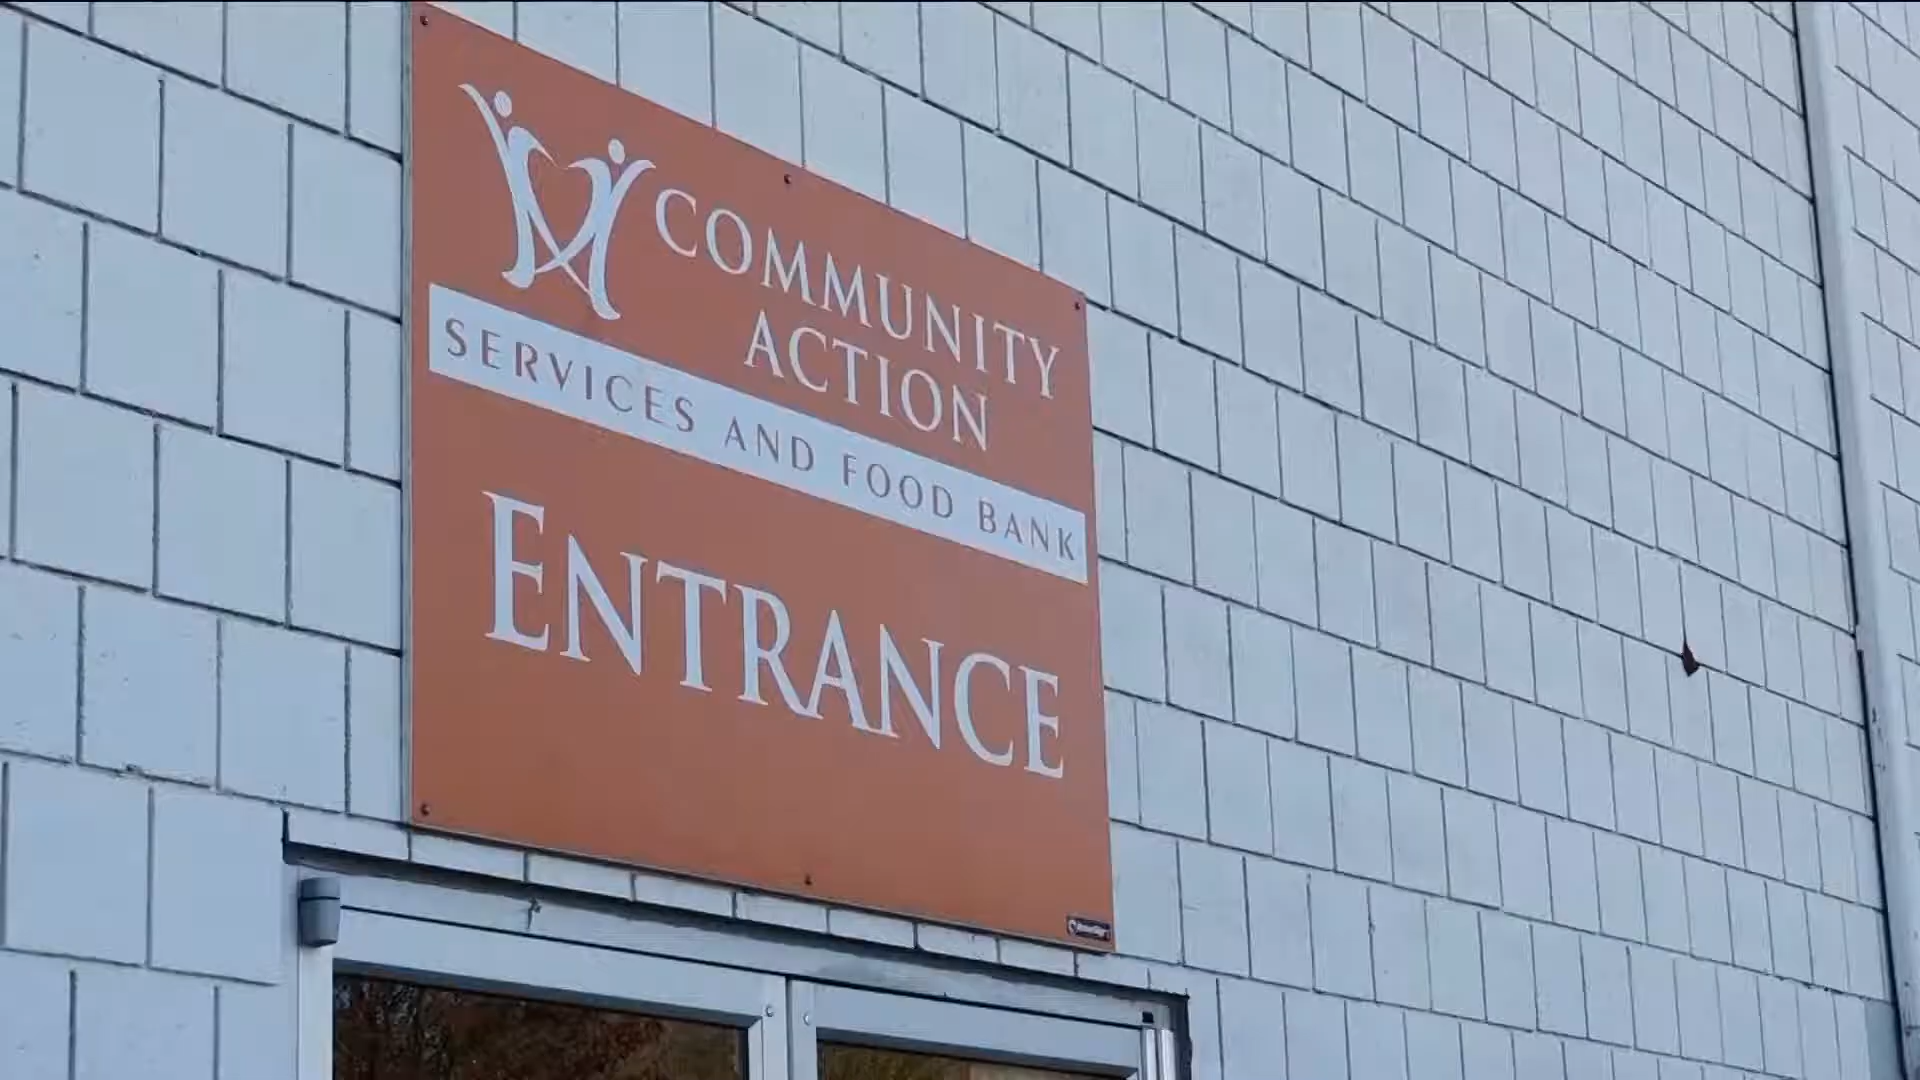 COMMUNITY
ACTION
SERVICES AND FOOD BANK
ENTRANCE